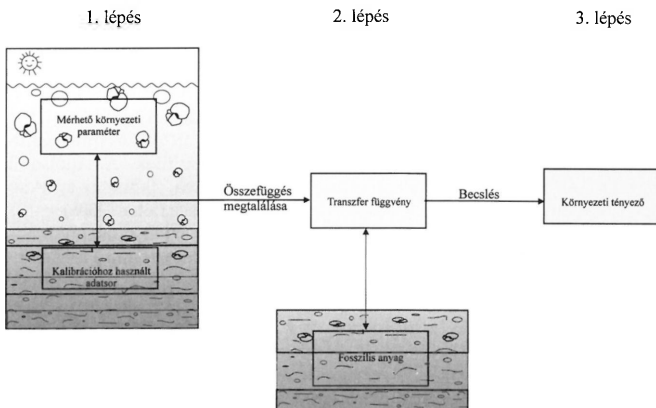 1. lépés
2. lépés
3. lépés
Mérhető környezeti
paraméter
Összefüggés
megtalálása
Transzfer függvény
Becslés
Környezeti tényező
Kalibrációhoz használt
adatsor
Fosszilis anyag